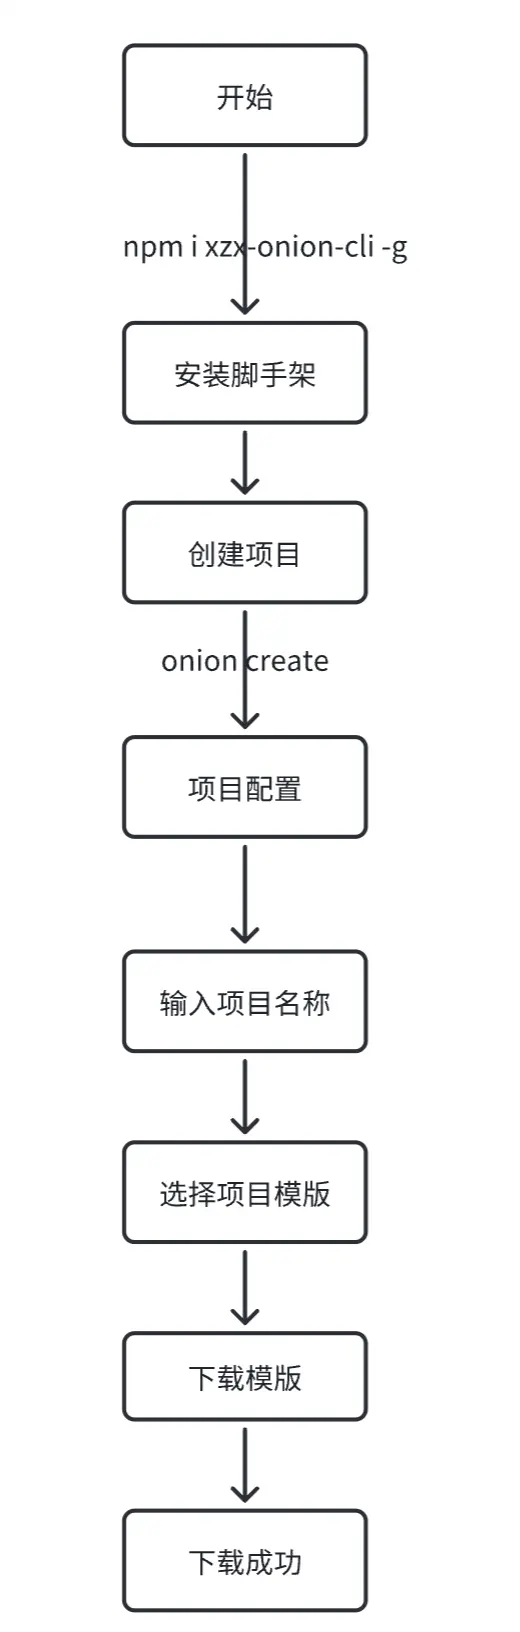 开始
npm i xzx-onion-cli -g
安装脚手架
创建项目
onion create
项目配置
输入项目名称
选择项目模版
下载模版
下载成功